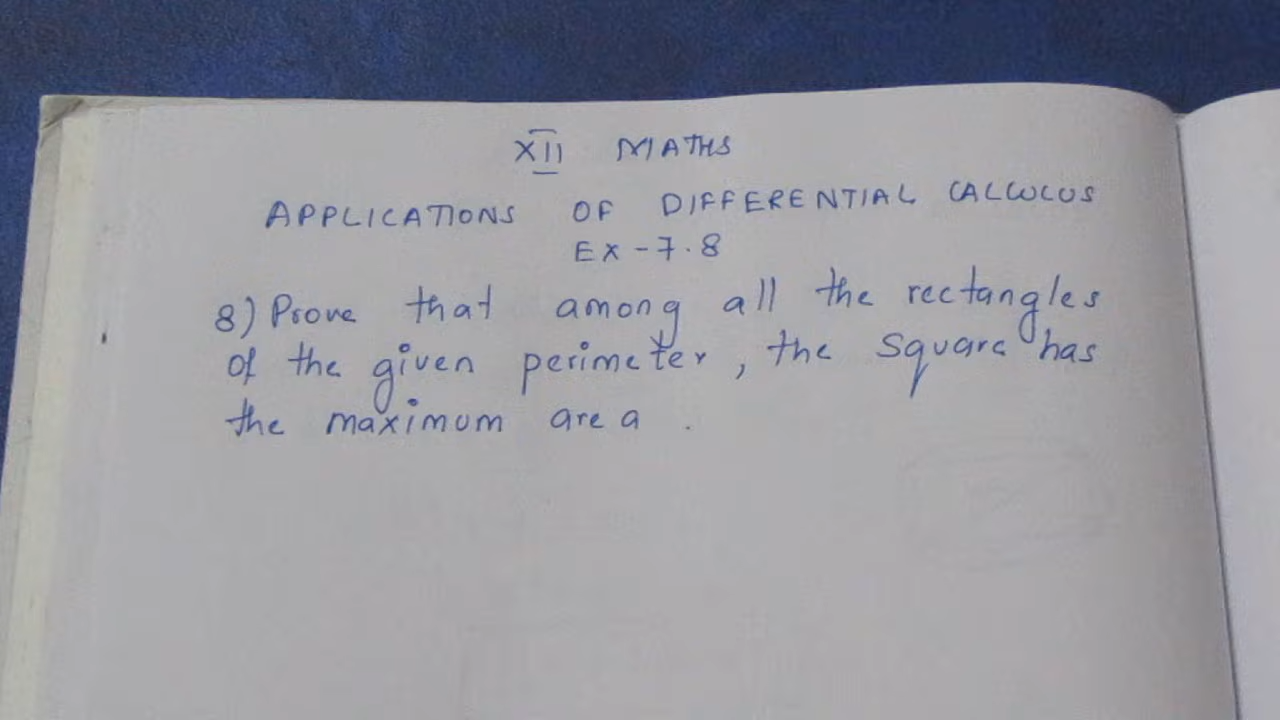 XII MATHS
APPLICATIONS OF DIFFERENTIAL CALCULUS
EX-7.8
8) Prove that among all the rectangles
of the given perimeter, the square has
the maximum area.